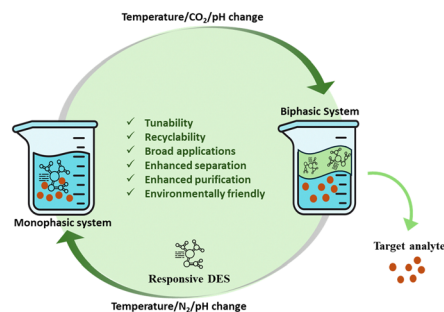 Temperature/CO₂/pH change
Biphasic System
✓ Tunability
✓ Recyclability
✓ Broad applications
✓ Enhanced separation
✓ Enhanced purification
✓ Environmentally friendly
Monophasic system
Target analyte
Responsive DES
Temperature/N₂/pH change